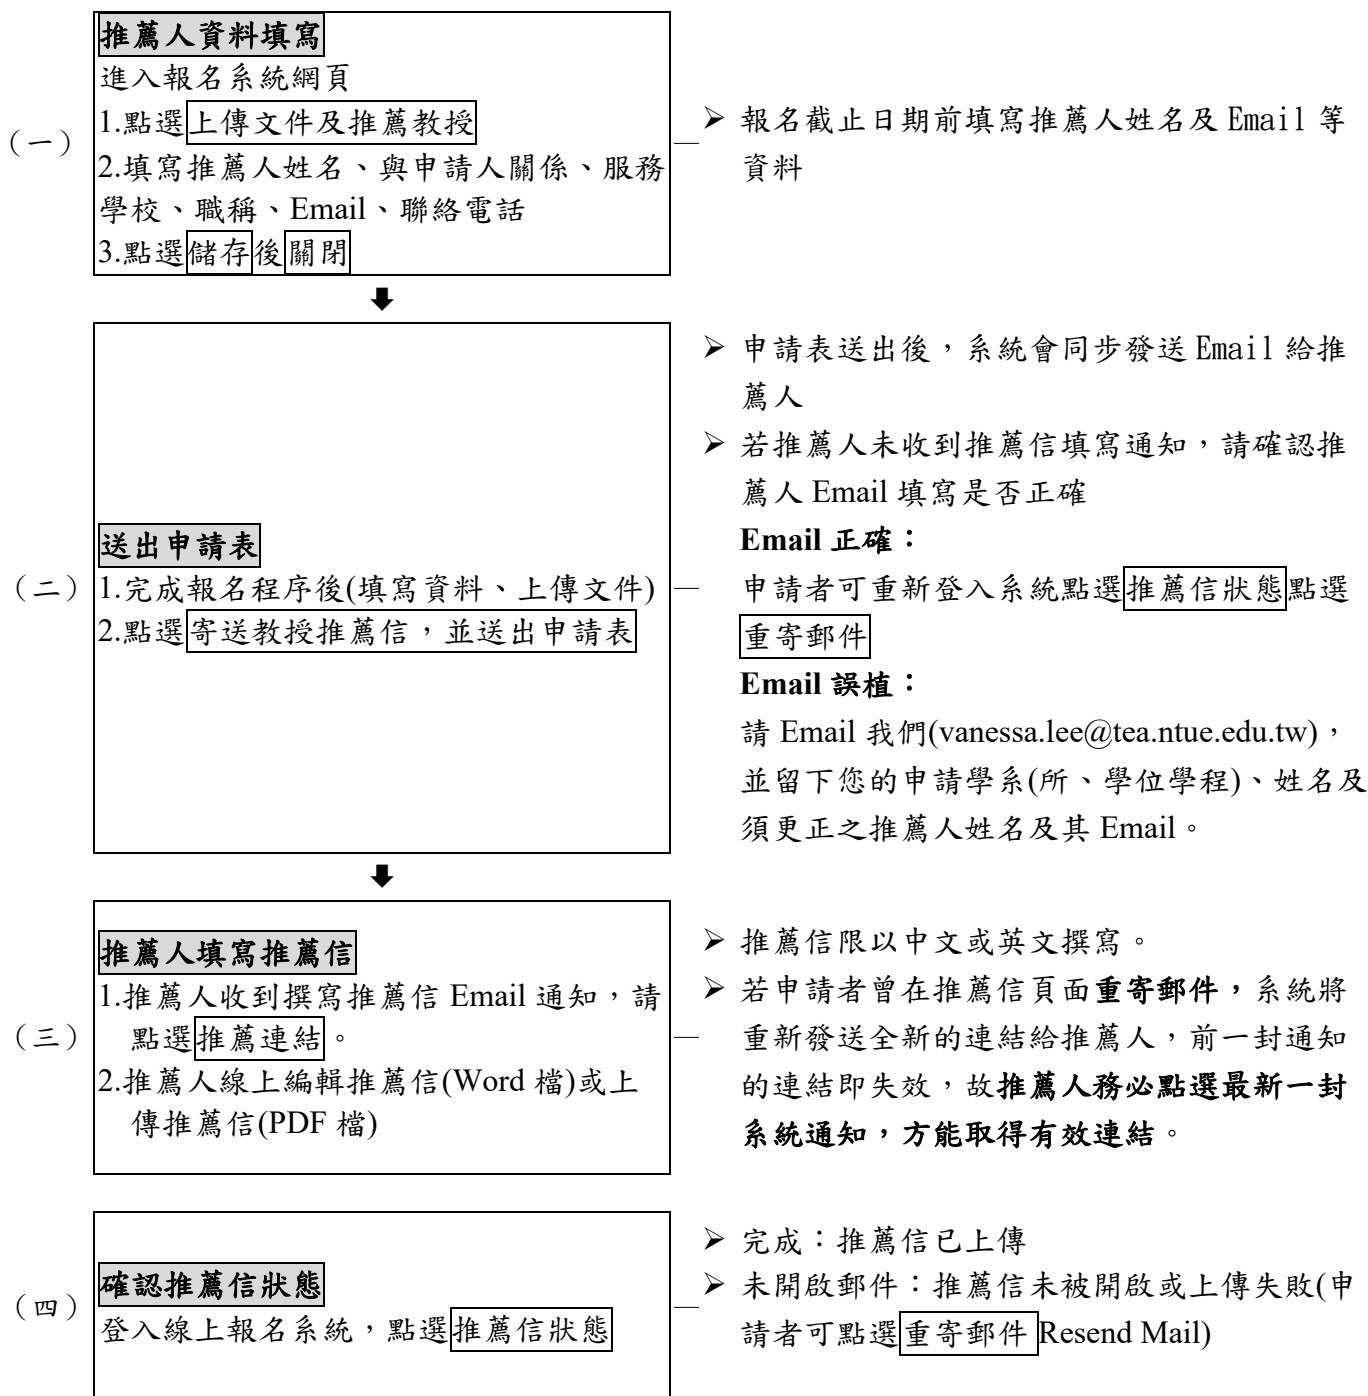 （一）
推薦人資料填寫
進入報名系統網頁
1.點選上傳文件及推薦教授
2.填寫推薦人姓名、與申請人關係、服務
學校、職稱、Email、聯絡電話
3.點選儲存後關閉
➢ 報名截止日期前填寫推薦人姓名及 Email 等
資料
（二）
送出申請表
1.完成報名程序後(填寫資料、上傳文件)
2.點選寄送教授推薦信，並送出申請表
➢ 申請表送出後，系統會同步發送 Email 給推
薦人
➢ 若推薦人未收到推薦信填寫通知，請確認推
薦人 Email 填寫是否正確
Email 正確：
申請者可重新登入系統點選推薦信狀態點選
重寄郵件
Email 誤植：
請 Email 我們(vanessa.lee@tea.ntue.edu.tw)，
並留下您的申請學系(所、學位學程)、姓名及
須更正之推薦人姓名及其 Email。
（三）
推薦人填寫推薦信
1.推薦人收到撰寫推薦信 Email 通知，請
點選推薦連結。
2.推薦人線上編輯推薦信(Word 檔)或上
傳推薦信(PDF 檔)
➢ 推薦信限以中文或英文撰寫。
➢ 若申請者曾在推薦信頁面重寄郵件，系統將
重新發送全新的連結給推薦人，前一封通知
的連結即失效，故推薦人務必點選最新一封
系統通知，方能取得有效連結。
（四）
確認推薦信狀態
登入線上報名系統，點選推薦信狀態
➢ 完成：推薦信已上傳
➢ 未開啟郵件：推薦信未被開啟或上傳失敗(申
請者可點選重寄郵件 Resend Mail)